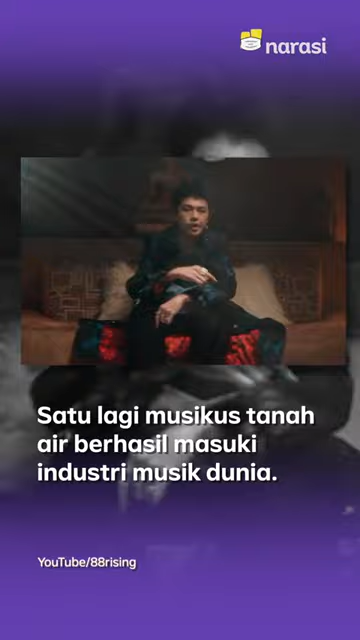 narasi
Satu lagi musikus tanah
air berhasil masuki
industri musik dunia.
YouTube/88rising